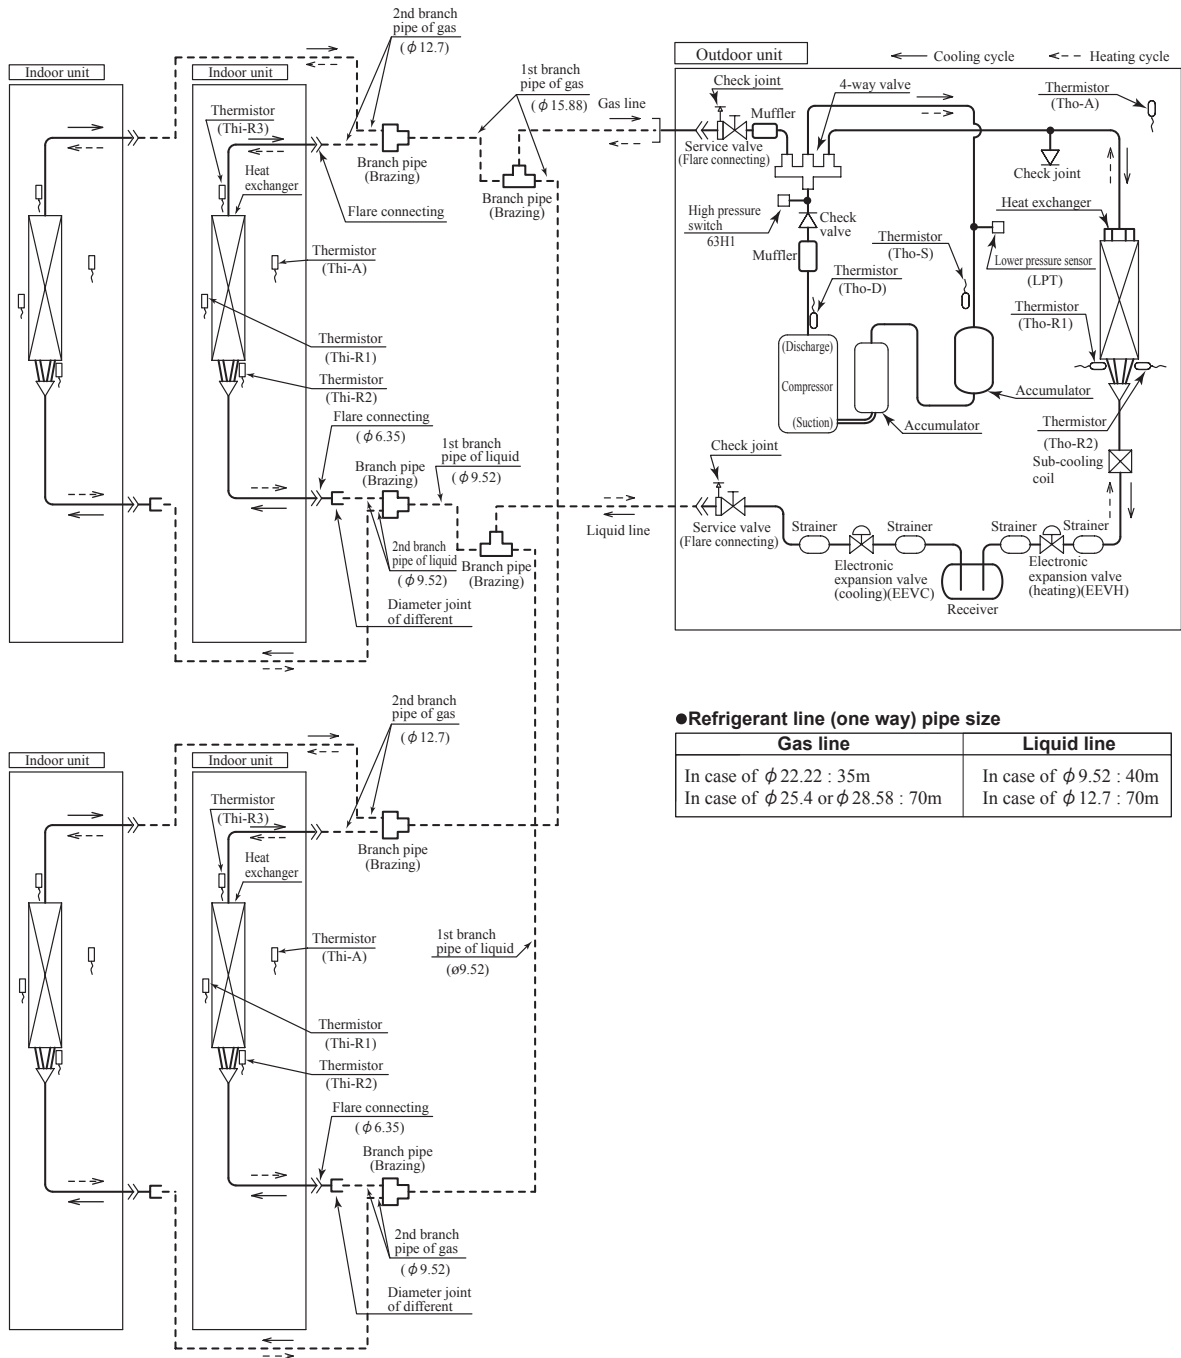 Outdoor unit
Cooling cycle
Heating cycle
2nd branch
pipe of gas
(ϕ12.7)
Indoor unit
Indoor unit
1st branch
pipe of gas
(ϕ15.88)
Gas line
Check joint
4-way valve
Thermistor
(Tho-A)
Thermistor
(Thi-R3)
Muffler
Service valve
(Flare connecting)
Branch pipe
(Brazing)
Branch pipe
(Brazing)
Check joint
Heat
exchanger
Flare connecting
High pressure
switch
63H1
Check
valve
Heat exchanger
Thermistor
(Tho-S)
Muffler
Thermistor
(Thi-A)
Lower pressure sensor
(LPT)
Thermistor
(Tho-D)
Thermistor
(Tho-R1)
Thermistor
(Thi-R1)
(Discharge)
Compressor
(Suction)
Thermistor
(Thi-R2)
Accumulator
Accumulator
Thermistor
(Tho-R2)
Flare connecting
(ϕ6.35)
1st branch
pipe of liquid
(ϕ9.52)
Branch pipe
(Brazing)
Check joint
Sub-cooling
coil
Liquid line
Service valve
(Flare connecting)
Strainer
Strainer
Strainer
Strainer
2nd branch
pipe of liquid
(ϕ9.52)
Branch pipe
(Brazing)
Electronic
expansion valve
(cooling)(EEVC)
Electronic
expansion valve
(heating)(EEVH)
Receiver
Diameter joint
of different
2nd branch
pipe of gas
(ϕ12.7)
●Refrigerant line (one way) pipe size
Gas line
Liquid line
In case of ϕ22.22 : 35m
In case of ϕ9.52 : 40m
In case of ϕ25.4 or ϕ28.58 : 70m
In case of ϕ12.7 : 70m
Indoor unit
Indoor unit
Thermistor
(Thi-R3)
Branch pipe
(Brazing)
Heat
exchanger
Thermistor
(Thi-A)
1st branch
pipe of liquid
(ø9.52)
Thermistor
(Thi-R1)
Thermistor
(Thi-R2)
Flare connecting
(ϕ6.35)
Branch pipe
(Brazing)
2nd branch
pipe of gas
(ϕ9.52)
Diameter joint
of different